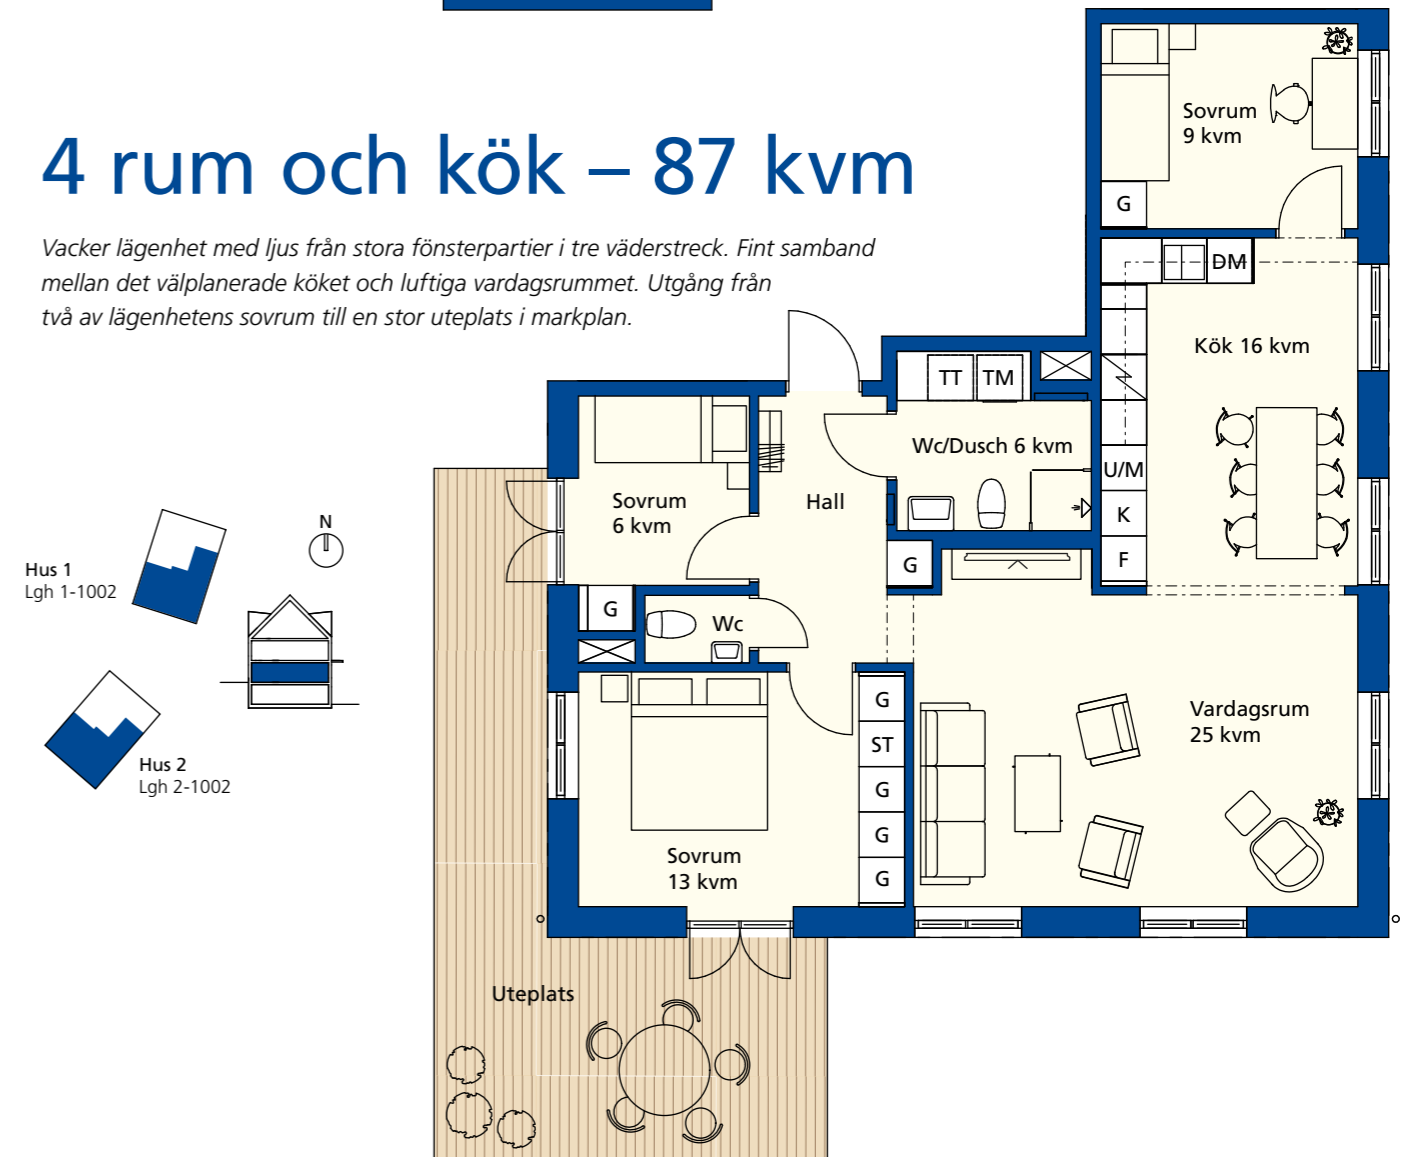 4 rum och kök – 87 kvm
Vacker lägenhet med ljus från stora fönsterpartier i tre väderstreck. Fint samband
mellan det välplanerade köket och luftiga vardagsrummet. Utgång från
två av lägenhetens sovrum till en stor uteplats i markplan.
Sovrum
9 kvm
G
DM
Kök 16 kvm
TT
TM
Wc/Dusch 6 kvm
U/M
K
F
Hall
Sovrum
6 kvm
G
G
Wc
N
Hus 1
Lgh 1-1002
Hus 2
Lgh 2-1002
G
ST
G
G
G
Vardagsrum
25 kvm
Sovrum
13 kvm
Uteplats